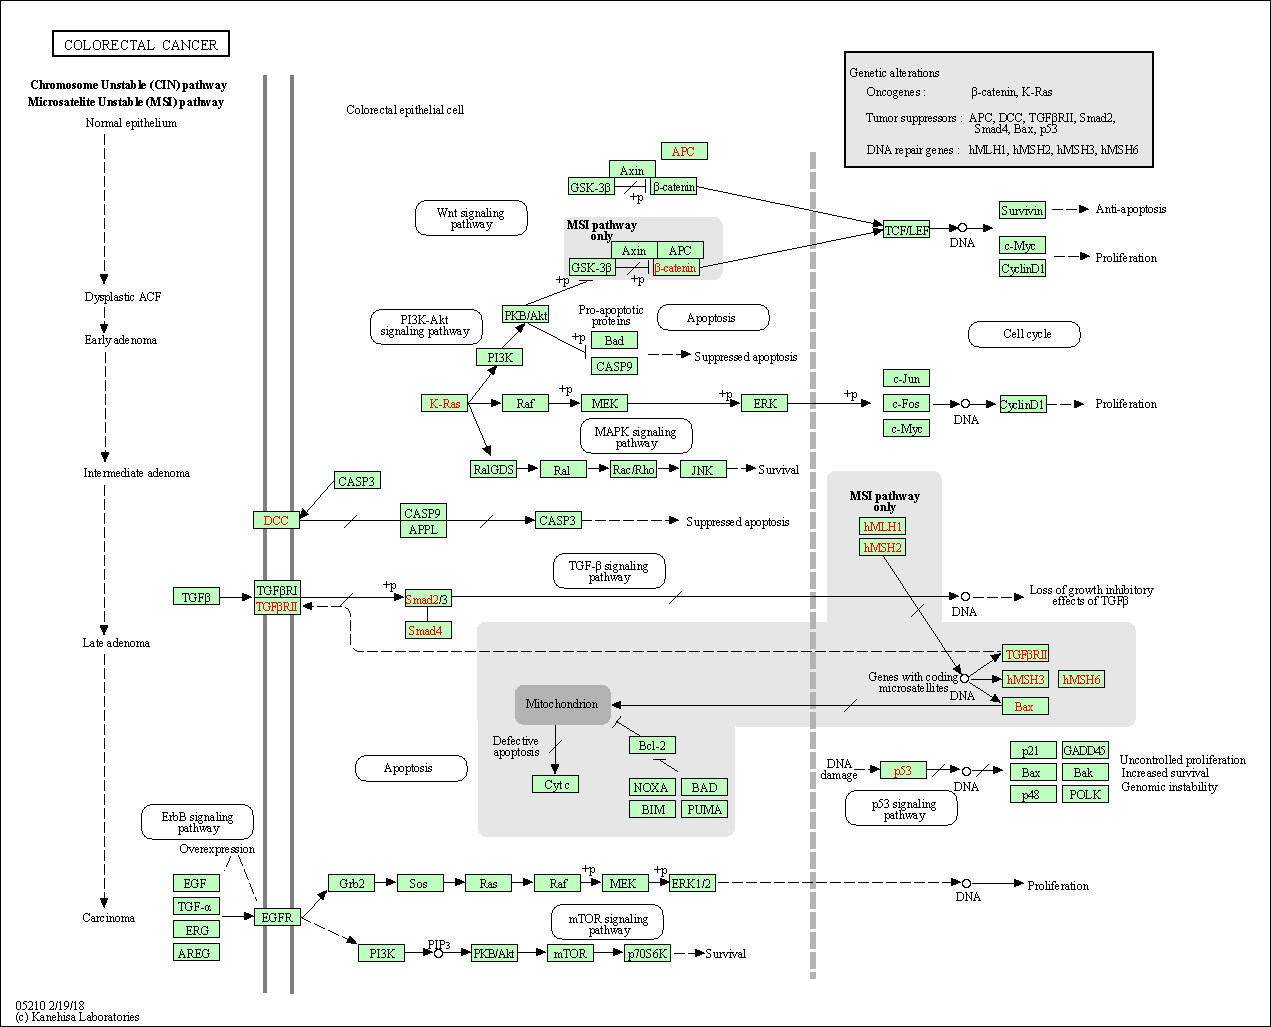 COLORECTAL CANCER
Chromosome Unstable (CIN) pathway
Microsatelite Unstable (MSI) pathway
Normal epithelium
Dysplastic ACF
Early adenoma
Intermediate adenoma
Late adenoma
Carcinoma
Colorectal epithelial cell
Genetic alterations
Oncogenes : β-catenin, K-Ras
Tumor suppressors : APC, DCC, TGFβRII, Smad2,
Smad4, Bax, p53
DNA repair genes : hMLH1, hMSH2, hMSH3, hMSH6
APC
Axin
GSK-3β
+p
β-catenin
Wnt signaling
pathway
MSI pathway
only
Axin
APC
GSK-3β
+p
β-catenin
+p
TCF/LEF
DNA
Survivin
Anti-apoptosis
c-Myc
CyclinD1
Proliferation
PI3K-Akt
signaling pathway
PKB/Akt
Pro-apoptotic
proteins
Apoptosis
Cell cycle
+p
Bad
CASP9
Suppressed apoptosis
PI3K
K-Ras
Raf
+p
MEK
+p
ERK
+p
c-Jun
c-Fos
c-Myc
DNA
CyclinD1
Proliferation
MAPK signaling
pathway
RalGDS
Ral
Rac/Rho
JNK
Survival
CASP3
DCC
CASP9
APPL
CASP3
Suppressed apoptosis
MSI pathway
only
hMLH1
hMSH2
TGF-β signaling
pathway
TGFβ
TGFβRI
TGFβRII
+p
Smad2/3
Smad4
DNA
Loss of growth inhibitory
effects of TGFβ
TGFβRII
Genes with coding
microsatellites
DNA
hMSH3
hMSH6
Bax
Mitochondrion
Defective
apoptosis
Bcl-2
Cytc
NOXA
BAD
BIM
PUMA
Apoptosis
DNA
damage
p53
DNA
p21
GADD45
Bax
Bak
p48
POLK
Uncontrolled proliferation
Increased survival
Genomic instability
p53 signaling
pathway
ErbB signaling
pathway
Overexpression
EGF
TGF-α
ERG
AREG
EGFR
Grb2
Sos
Ras
Raf
+p
MEK
+p
ERK1/2
DNA
Proliferation
mTOR signaling
pathway
PI3K
PIP3
PKB/Akt
mTOR
p70S6K
Survival
05210 2/19/18
(c) Kanehisa Laboratories